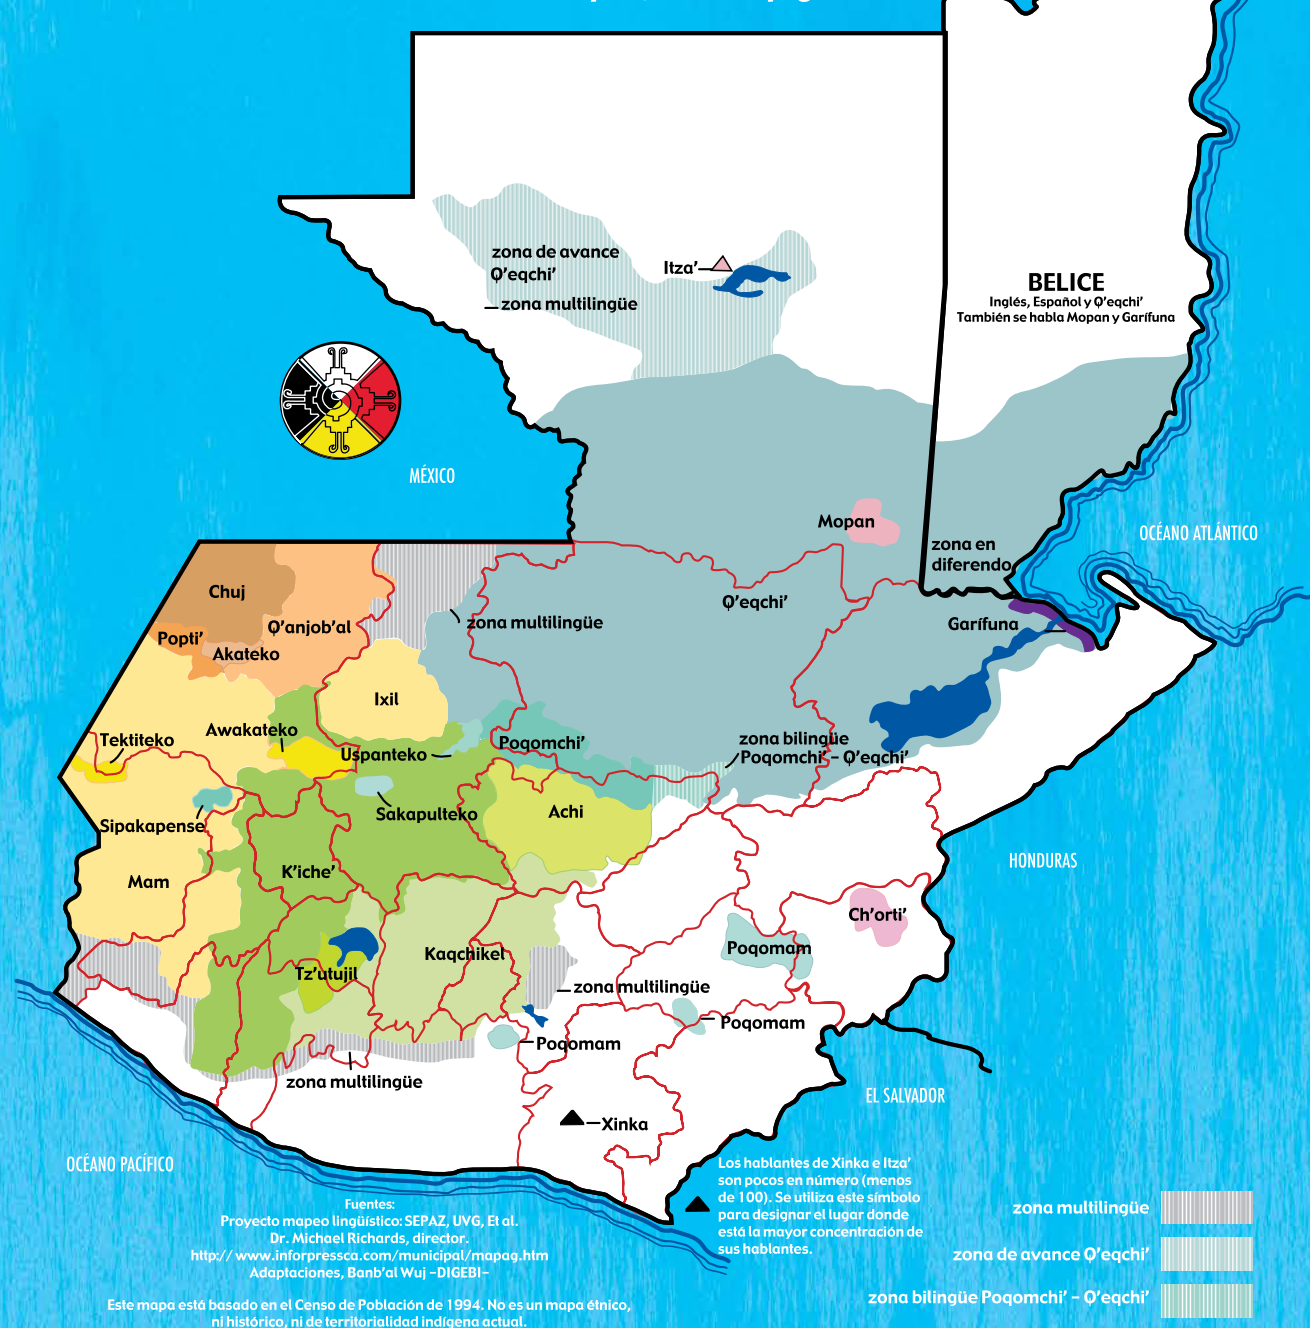 zona de avance
Q'eqchi'
zona multilingüe
Itza'
BELICE
Inglés, Español y Q'eqchi'
También se habla Mopan y Garífuna
MÉXICO
Mopan
OCÉANO ATLÁNTICO
zona en
diferendo
Chuj
Q'eqchi'
Popti'
Q'anjob'al
zona multilingüe
Garífuna
Akateko
Ixil
Tektiteko
Awakateko
Uspanteko
Poqomchi'
zona bilingüe
Poqomchi' - Q'eqchi'
Sipakapense
Sakapulteko
Achi
HONDURAS
Mam
K'iche'
Ch'orti'
Kaqchikel
Poqomam
Tz'utujil
zona multilingüe
Poqomam
Poqomam
zona multilingüe
EL SALVADOR
Xinka
OCÉANO PACÍFICO
Los hablantes de Xinka e Itza'
son pocos en número (menos
de 100). Se utiliza este símbolo
para designar el lugar donde
está la mayor concentración de
sus hablantes.
Fuentes:
Proyecto mapeo lingüístico: SEPAZ, UVG, Et al.
Dr. Michael Richards, director.
http:// www.inforpressca.com/municipal/mapag.htm
Adaptaciones, Banb'al Wuj -DIGEBI-
Este mapa está basado en el Censo de Población de 1994. No es un mapa étnico,
ni histórico, ni de territorialidad indígena actual.
zona multilingüe
zona de avance Q'eqchi'
zona bilingüe Poqomchi' - Q'eqchi'